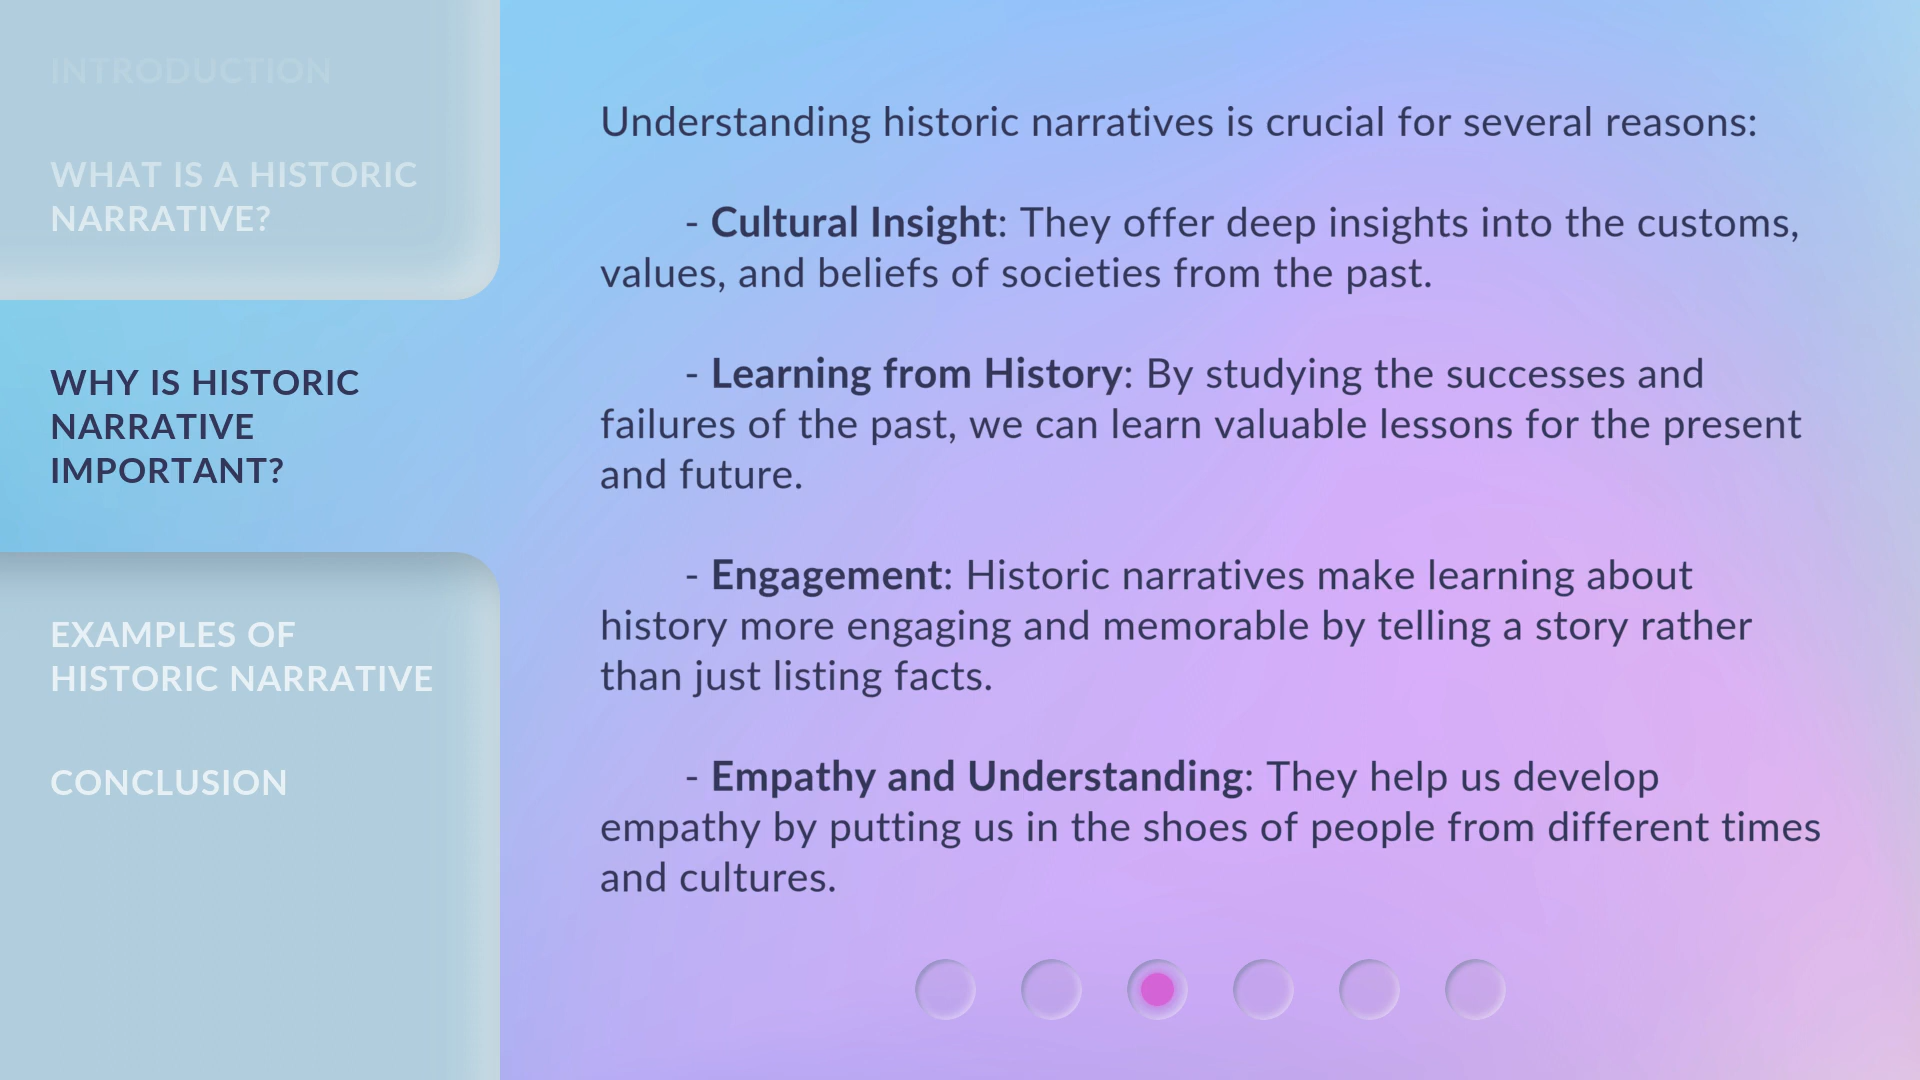 INTRODUCTION
WHAT IS A HISTORIC
NARRATIVE?
WHY IS HISTORIC
NARRATIVE
IMPORTANT?
EXAMPLES OF
HISTORIC NARRATIVE
CONCLUSION
Understanding historic narratives is crucial for several reasons:
- Cultural Insight: They offer deep insights into the customs,
values, and beliefs of societies from the past.
- Learning from History: By studying the successes and
failures of the past, we can learn valuable lessons for the present
and future.
- Engagement: Historic narratives make learning about
history more engaging and memorable by telling a story rather
than just listing facts.
- Empathy and Understanding: They help us develop
empathy by putting us in the shoes of people from different times
and cultures.